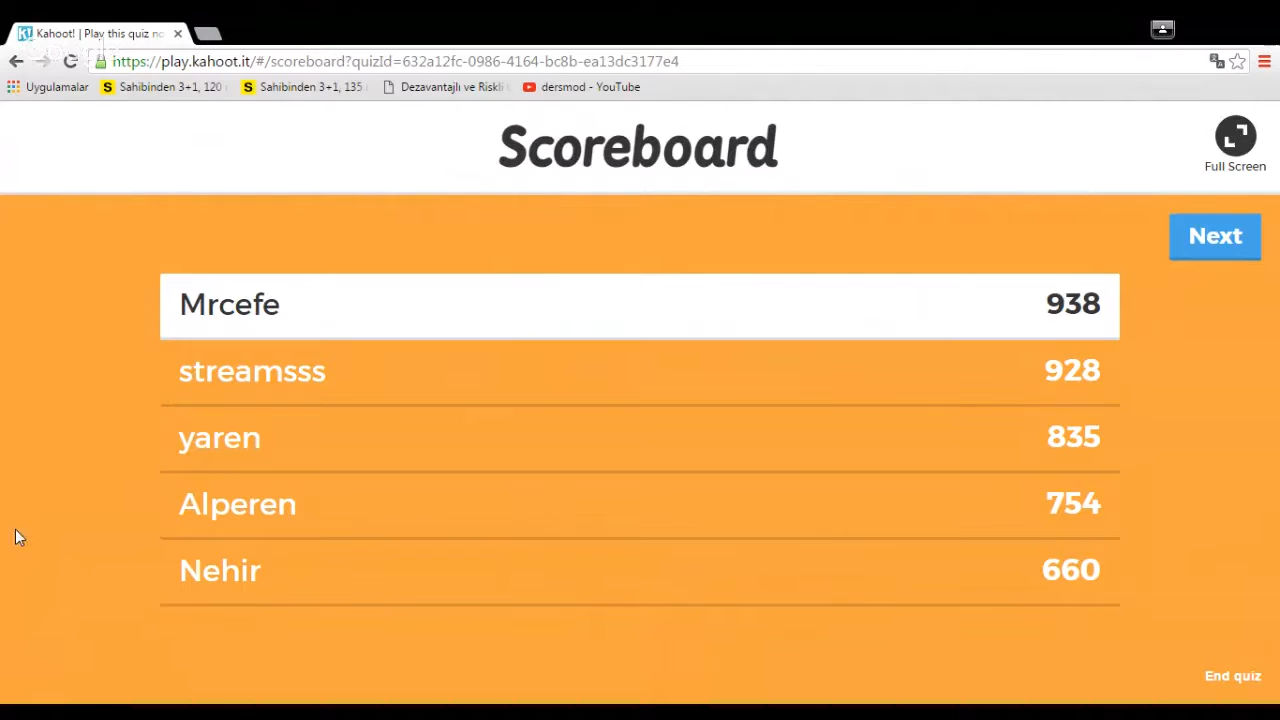 Kahoot! | Play this quiz no
https://play.kahoot.it/#/scoreboard?quizId=632a12fc-0986-4164-bc8b-ea13dc3177e4
Uygulamalar
Sahibinden 3+1, 120
Sahibinden 3+1, 135
Dezavantajlı ve Riskli
dersmod - YouTube
Scoreboard
Full Screen
Next
Mrcefe 938
streamsss 928
yaren 835
Alperen 754
Nehir 660
End quiz